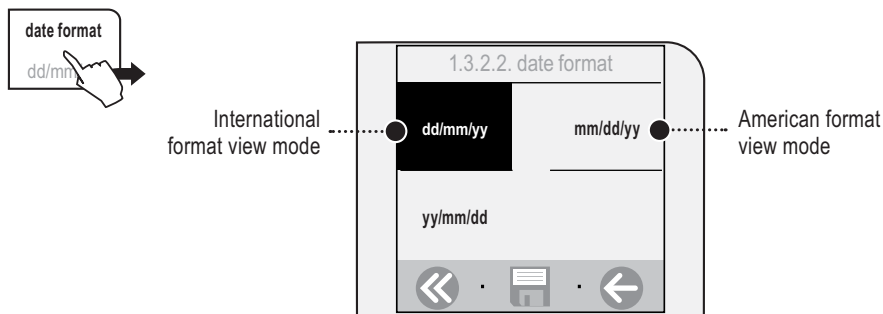 date format
dd/mm
1.3.2.2. date format
International
format view mode
dd/mm/yy
mm/dd/yy
American format
view mode
yy/mm/dd